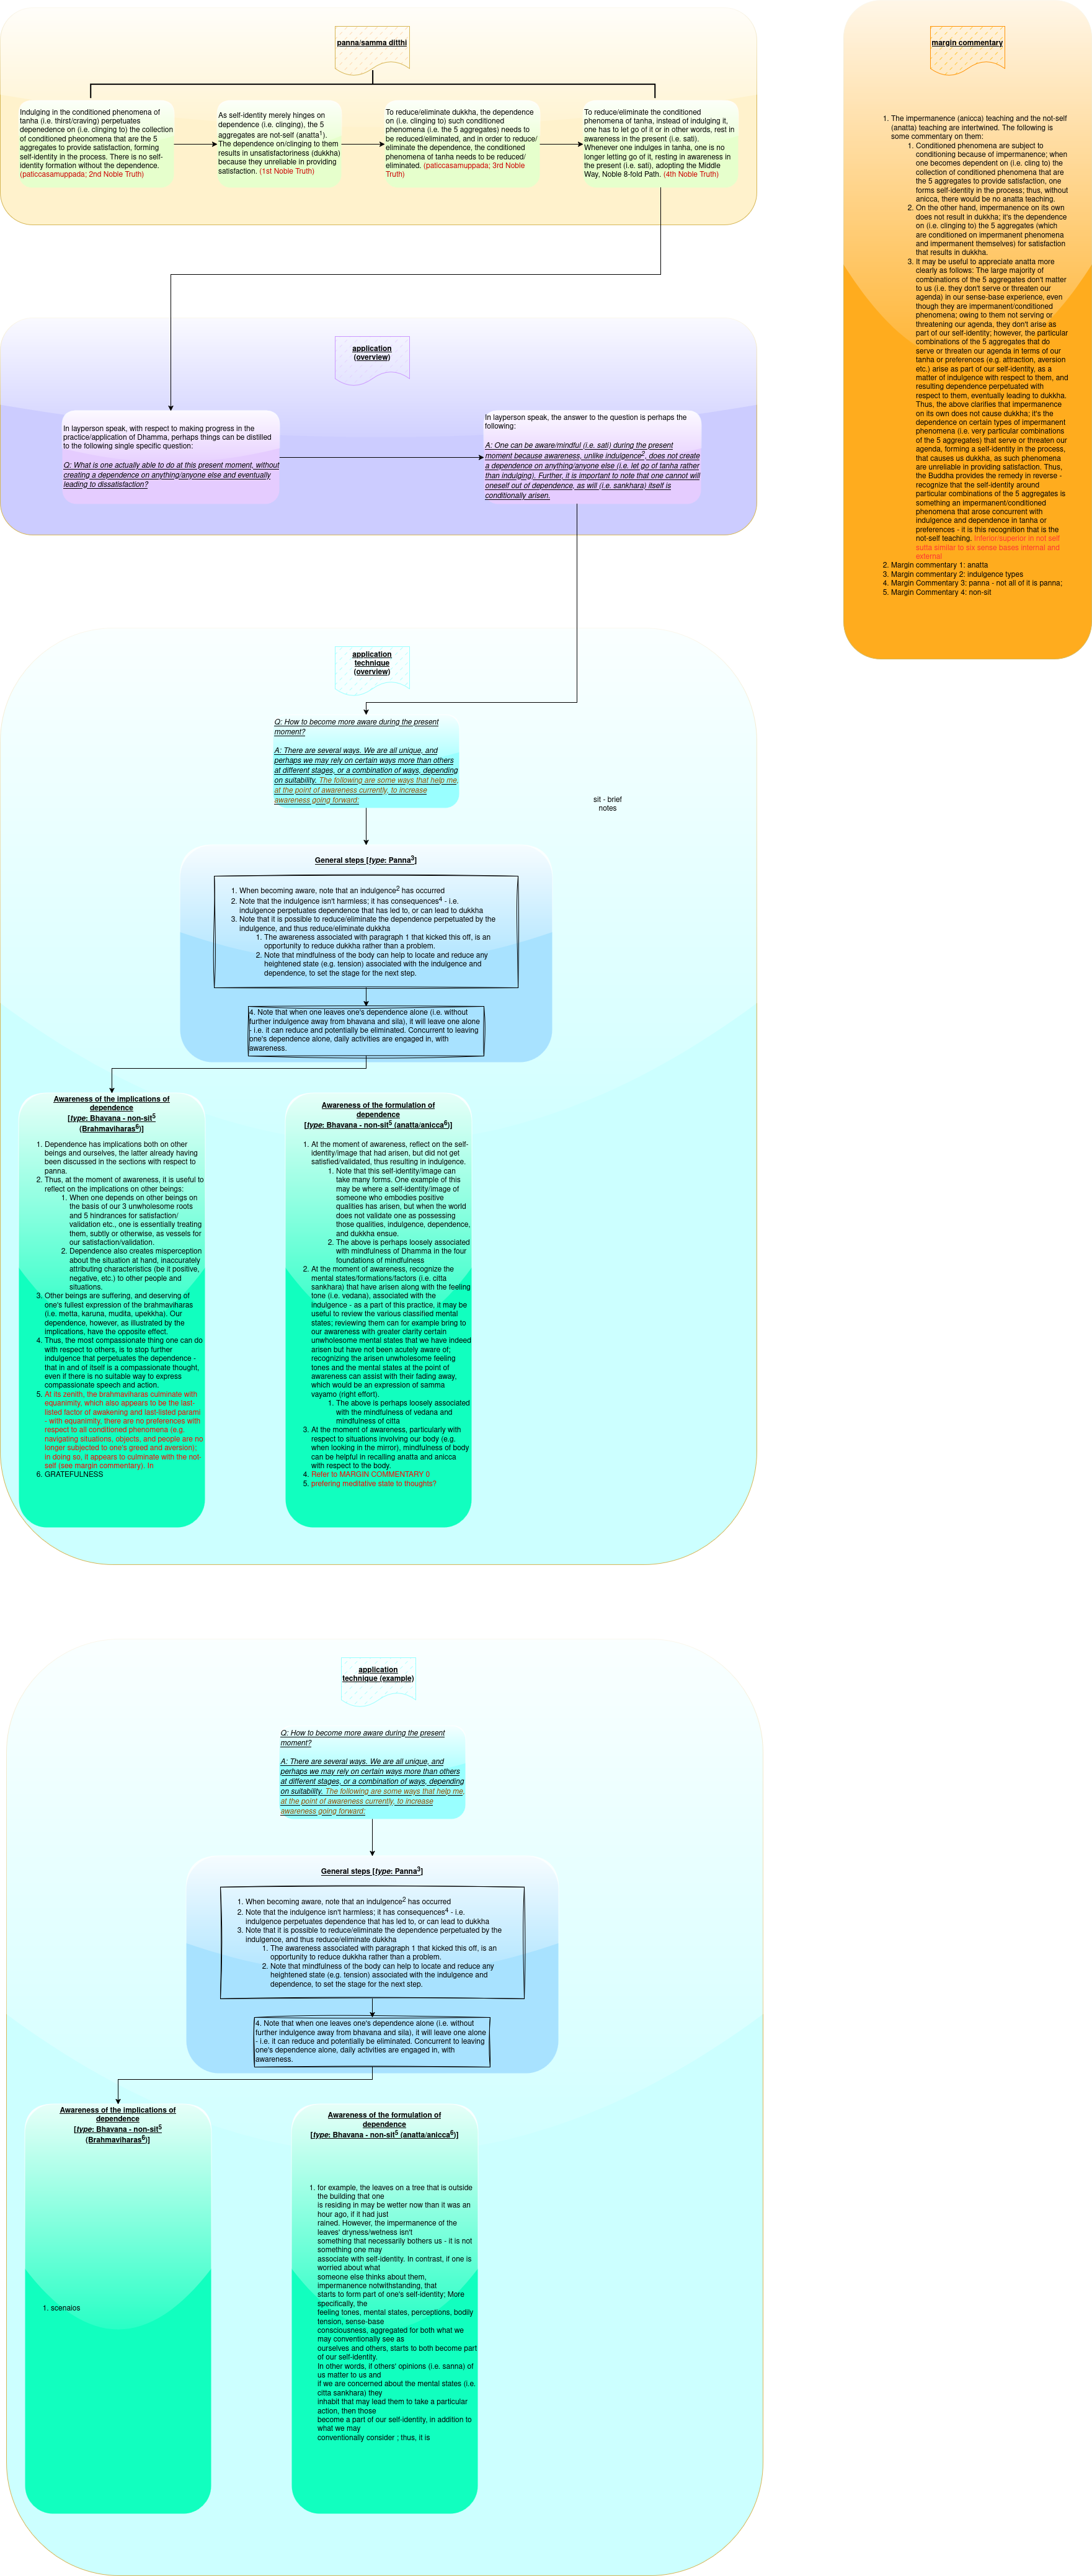 panna/samma ditthi
Indulging in the conditioned phenomena of
tanha (i.e. thirst/craving) perpetuates
dependence on (i.e. clinging) to the collection
of conditioned pheonomena that are the 5
aggregates to provide satisfaction, forming
self-identity in the process. There is no self-
identity formation without the dependence.
(paticcasamuppada; 2nd Noble Truth)
As self-identity merely hinges on
dependence (i.e. clinging), the 5
aggregates are not-self (anatta1).
The dependence on/clinging to them
results in unsatisfactoriness (dukkha)
because they unreliable in providing
satisfation. (1st Noble Truth)
To reduce/eliminate dukkha, the dependence
on (i.e. clinging to) such conditioned
phenomena (i.e. the 5 aggregates) needs to
be reduced/eliminated, and in order to reduce/
eliminate the dependence, the conditioned
phenomena of tanha needs to be reduced/
eliminated. (paticcasamuppada; 3rd Noble
Truth)
To reduce/eliminate the conditioned
phenomena of tanha, instead of indulging it,
one has to let go of it or in other words, rest in
awareness in the present (i.e. sati).
Whenever one indulges in tanha, one is no
longer letting go of it, resting in awareness in
the present (i.e. sati), adopting the Middle
Way, Noble 8-fold Path. (4th Noble Truth)
margin commentary
1. The impermanence (anicca) teaching and the not-self
(anatta) teaching are intertwined. The following is
some commentary on them:
1. Conditioned phenomena are subject to
conditioning because of impermanence; when
one becomes dependent on (i.e. cling to) the
collection of conditioned phenomena that are
the 5 aggregates to provide satisfaction, one
forms self-identity in the process; thus, without
anicca, there would be no anatta teaching.
2. On the other hand, impermanence on its own
does not result in dukkha; it's the dependence
on (i.e. clinging to) the 5 aggregates (which
are conditioned on impermanent phenomena
and impermanent themselves) for satisfaction
that results in dukkha.
3. It may be useful to appreciate anatta more
clearly as follows: The large majority of
combinations of the 5 aggregates don't matter
to us (i.e. they don't serve or threaten our
agenda) in our sense-base experience, even
though they are impermanent/conditioned
phenomena; owing to them not serving or
threatening our agenda, they don't arise as
part of our self-identity; however, the particular
combinations of the 5 aggregates that do
serve or threaten our agenda in terms of our
tanha or preferences (e.g. attraction, aversion
etc.) arise as part of our self-identity, as a
matter of indulgence with respect to them, and
resulting dependence perpetuated with
respect to them, eventually leading to dukkha.
Thus, the above clarifies that impermanence
on its own does not cause dukkha; it's the
dependence on certain types of impermanent
phenomena (i.e. very particular combinations
of the 5 aggregates) that serve or threaten our
agenda, forming a self-identity in the process,
that causes us dukkha, as such phenomena
are unreliable in providing satisfaction. Thus,
the Buddha provides the remedy in reverse -
recognize that the self-identity around
particular combinations of the 5 aggregates is
something an impermanent/conditioned
phenomena that arose concurrent with
indulgence and dependence in tanha or
preferences - it is this recognition that is the
not-self teaching. Inferior/superior in not self
sutta similar to six sense bases internal and
external
2. Margin commentary 1: anatta
3. Margin commentary 2: indulgence types
4. Margin Commentary 3: panna - not all of it is panna;
5. Margin Commentary 4: non-sit
application
(overview)
In layperson speak, with respect to making progress in the
practice/application of Dhamma, perhaps things can be distilled
to the following single specific question:
Q: What is one actually able to do at this present moment, without
creating a dependence on anything/anyone else and eventually
leading to dissatisfaction?
In layperson speak, the answer to the question is perhaps the
following:
A: One can be aware/mindful (i.e. sati) during the present
moment because awareness, unlike indulgence2, does not create
a dependence on anything/anyone else (i.e. let go of tanha rather
than indulging). Further, it is important to note that one cannot will
oneself out of dependence, as will (i.e. sankhara) itself is
conditionally arisen.
application
technique
(overview)
Q: How to become more aware during the present
moment?
A: There are several ways. We are all unique, and
perhaps we may rely on certain ways more than others
at different stages, or a combination of ways, depending
on suitability. The following are some ways that help me,
at the point of awareness currently, to increase
awareness going forward:
sit - brief
notes
General steps [type: Panna3]
1. When becoming aware, note that an indulgence2 has occurred
2. Note that the indulgence isn't harmless; it has consequences4 - i.e.
indulgence perpetuates dependence that has led to, or can lead to dukkha
3. Note that it is possible to reduce/eliminate the dependence perpetuated by the
indulgence, and thus reduce/eliminate dukkha
1. The awareness associated with paragraph 1 that kicked this off, is an
opportunity to reduce dukkha rather than a problem.
2. Note that mindfulness of the body can help to locate and reduce any
heightened state (e.g. tension) associated with the indulgence and
dependence, to set the stage for the next step.
4. Note that when one leaves one's dependence alone (i.e. without
further indulgence away from bhavana and sila), it will leave one alone
- i.e. it can reduce and potentially be eliminated. Concurrent to leaving
one's dependence alone, daily activities are engaged in, with
awareness.
Awareness of the implications of
dependence
[type: Bhavana - non-sit5
(Brahmaviharas6)]
1. Dependence has implications both on other
beings and ourselves, the latter already having
been discussed in the sections with respect to
panna.
2. Thus, at the moment of awareness, it is useful to
reflect on the implications on other beings:
1. When one depends on other beings on
the basis of our 3 unwholesome roots
and 5 hindrances for satisfaction/
validation etc., one is essentially treating
them, subtly or otherwise, as vessels for
our satisfaction/validation.
2. Dependence also creates misperception
about the situation at hand, inaccurately
attributing characteristics (be it positive,
negative, etc.) to other people and
situations.
3. Other beings are suffering, and deserving of
one's fullest expression of the brahmaviharas
(i.e. metta, karuna, mudita, upekkha). Our
dependence, however, as illustrated by the
implications, have the opposite effect.
4. Thus, the most compassionate thing one can do
with respect to others, is to stop further
indulgence that perpetuates the dependence -
that in and of itself is a compassionate thought,
even if there is no suitable way to express
compassionate speech and action.
5. At its zenith, the brahmaviharas culminate with
equanimity, which also appears to be the last-
listed factor of awakening and last-listed parami
- with equanimity, there are no preferences with
respect to all conditioned phenomena (e.g.
navigating situations, objects, and people are no
longer subjected to one's greed and aversion);
in doing so, it appears to culminate with the not-
self (see margin commentary). In
6. GRATEFULNESS
Awareness of the formulation of
dependence
[type: Bhavana - non-sit5 (anatta/anicca6)]
1. At the moment of awareness, reflect on the self-
identity/image that had arisen, but did not get
satisfied/validated, thus resulting in indulgence.
1. Note that this self-identity/image can
take many forms. One example of this
may be where a self-identity/image of
someone who embodies positive
qualities has arisen, but when the world
does not validate one as possessing
those qualities, indulgence, dependence,
and dukkha ensue.
2. The above is perhaps loosely associated
with mindfulness of Dhamma in the four
foundations of mindfulness
2. At the moment of awareness, recognize the
mental states/formations/factors (i.e. citta
sankhara) that have arisen along with the feeling
tone (i.e. vedana), associated with the
indulgence - as a part of this practice, it may be
useful to review the various classified mental
states; reviewing them can for example bring to
our awareness with greater clarity certain
unwholesome mental states that we have indeed
arisen but have not been acutely aware of;
recognizing the arisen unwholesome feeling
tones and the mental states at the point of
awareness can assist with their fading away,
which would be an expression of samma
vayamo (right effort).
1. The above is perhaps loosely associated
with the mindfulness of vedana and
mindfulness of citta
3. At the moment of awareness, particularly with
respect to situations involving our body (e.g.
when looking in the mirror), mindfulness of body
can be helpful in recalling anatta and anicca
with respect to the body.
4. Refer to MARGIN COMMENTARY 0
5. prefering meditative state to thoughts?
application
technique (example)
Q: How to become more aware during the present
moment?
A: There are several ways. We are all unique, and
perhaps we may rely on certain ways more than others
at different stages, or a combination of ways, depending
on suitability. The following are some ways that help me,
at the point of awareness currently, to increase
awareness going forward:
General steps [type: Panna3]
1. When becoming aware, note that an indulgence2 has occurred
2. Note that the indulgence isn't harmless; it has consequences4 - i.e.
indulgence perpetuates dependence that has led to, or can lead to dukkha
3. Note that it is possible to reduce/eliminate the dependence perpetuated by the
indulgence, and thus reduce/eliminate dukkha
1. The awareness associated with paragraph 1 that kicked this off, is an
opportunity to reduce dukkha rather than a problem.
2. Note that mindfulness of the body can help to locate and reduce any
heightened state (e.g. tension) associated with the indulgence and
dependence, to set the stage for the next step.
4. Note that when one leaves one's dependence alone (i.e. without
further indulgence away from bhavana and sila), it will leave one alone
- i.e. it can reduce and potentially be eliminated. Concurrent to leaving
one's dependence alone, daily activities are engaged in, with
awareness.
Awareness of the implications of
dependence
[type: Bhavana - non-sit5
(Brahmaviharas6)]
1. scenaios
Awareness of the formulation of
dependence
[type: Bhavana - non-sit5 (anatta/anicca6)]
1. for example, the leaves on a tree that is outside
the building that one
is residing in may be wetter now than it was an
hour ago, if it had just
rained. However, the impermanence of the
leaves' dryness/wetness isn't
something that necessarily bothers us - it is not
something one may
associate with self-identity. In contrast, if one is
worried about what
someone else thinks about them,
impermanence notwithstanding, that
starts to form part of one's self-identity; More
specifically, the
feeling tones, mental states, perceptions, bodily
tension, sense-base
consciousness, aggregated for both what we
may conventionally see as
ourselves and others, starts to both become part
of our self-identity.
In other words, if others' opinions (i.e. sanna) of
us matter to us and
if we are concerned about the mental states (i.e.
citta sankhara) they
inhabit that may lead them to take a particular
action, then those
become a part of our self-identity, in addition to
what we may
conventionally consider ; thus, it is